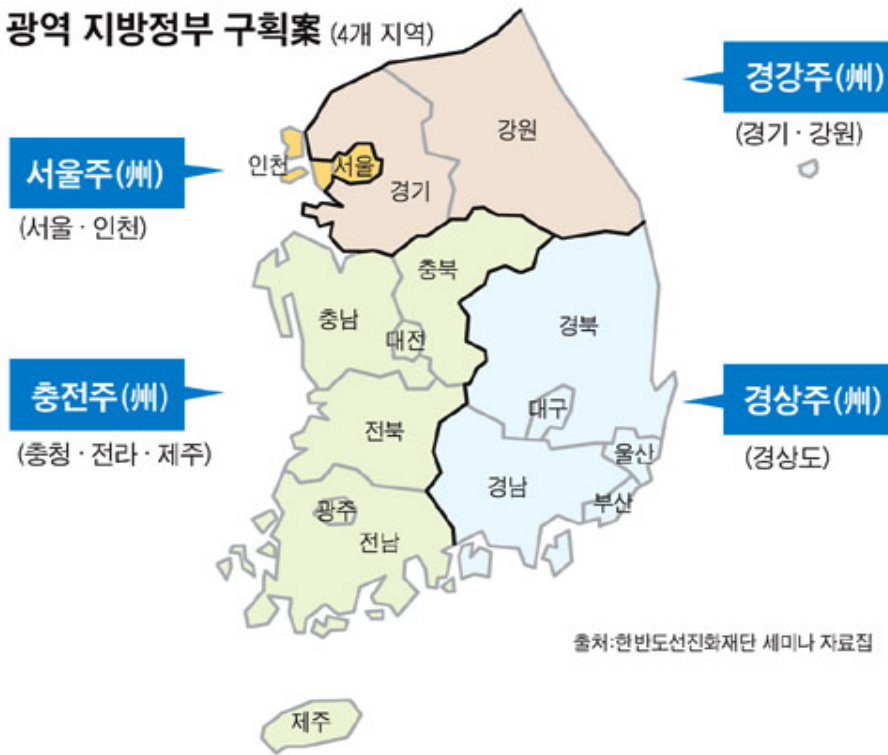 광역 지방정부 구획案 (4개 지역)
경강주(州)
(경기 · 강원)
서울주(州)
(서울 · 인천)
강원
인천
서울
경기
충북
충남
대전
경북
충전주(州)
(충청 · 전라 · 제주)
경상주(州)
(경상도)
대구
전북
울산
경남
부산
광주
전남
출처:한반도선진화재단 세미나 자료집
제주